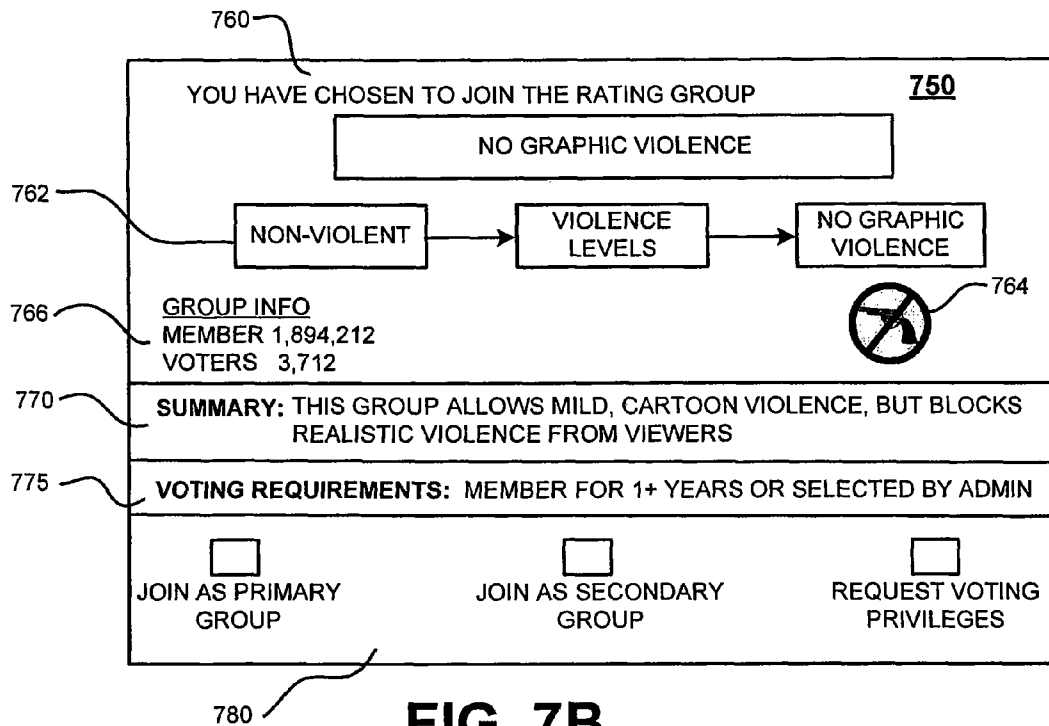 760
750
YOU HAVE CHOSEN TO JOIN THE RATING GROUP
NO GRAPHIC VIOLENCE
762
NON-VIOLENT
VIOLENCE
LEVELS
NO GRAPHIC
VIOLENCE
764
766
GROUP INFO
MEMBER 1,894,212
VOTERS 3,712
770
SUMMARY: THIS GROUP ALLOWS MILD, CARTOON VIOLENCE, BUT BLOCKS
REALISTIC VIOLENCE FROM VIEWERS
775
VOTING REQUIREMENTS: MEMBER FOR 1+ YEARS OR SELECTED BY ADMIN
JOIN AS PRIMARY
GROUP
JOIN AS SECONDARY
GROUP
REQUEST VOTING
PRIVILEGES
780
FIG. 7B